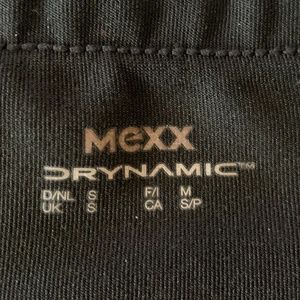 Mexx
DRYNAMIC™
D/NL S F/I M
UK S CA S/P